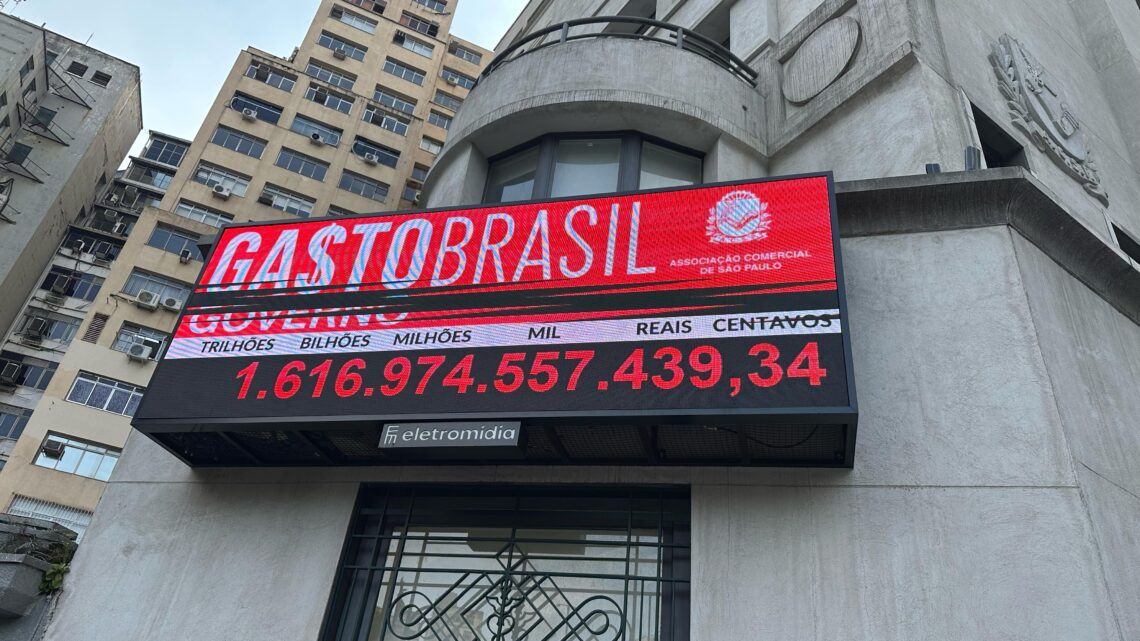 GA$TOBRASIL
ASSOCIAÇÃO COMERCIAL
DE SÃO PAULO
GOVERNO
TRILHÕES BILHÕES MILHÕES MIL REAIS CENTAVOS
1.616.974.557.439,34
eletromidia